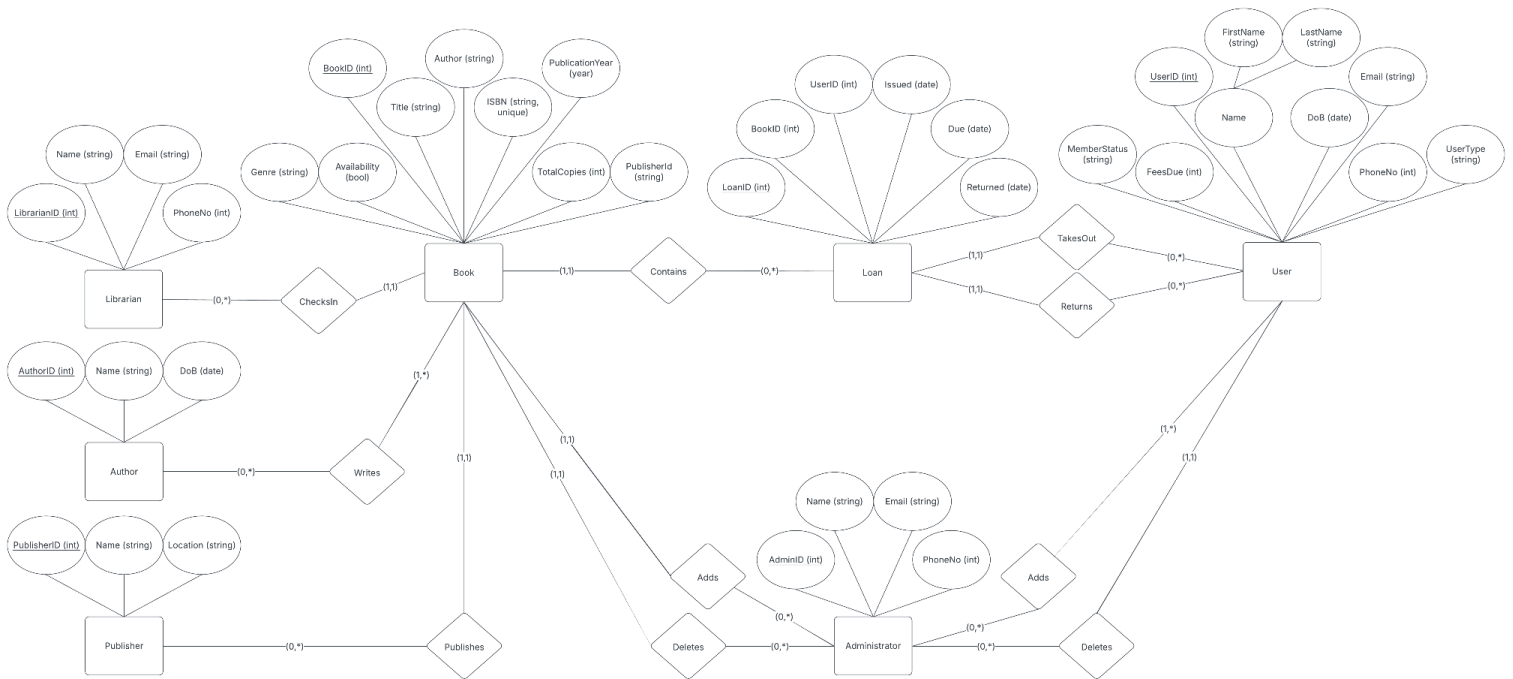 FirstName
(string)
LastName
(string)
BookID (int)
Author (string)
PublicationYear
(year)
UserID (int)
Issued (date)
UserID (int)
Email (string)
Title (string)
ISBN (string,
unique)
BookID (int)
Due (date)
Name
DoB (date)
Name (string)
Email (string)
Genre (string)
Availability
(bool)
TotalCopies (int)
PublisherId
(string)
LoanID (int)
Returned (date)
MemberStatus
(string)
FeesDue (int)
PhoneNo (int)
UserType
(string)
LibrarianID (int)
PhoneNo (int)
TakesOut
(1,1)
(0,*)
Librarian
(0,*)
ChecksIn
(1,1)
Book
(1,1)
Contains
(0,*)
Loan
User
(1,1)
(0,*)
Returns
AuthorID (int)
Name (string)
DoB (date)
(1,*)
Author
(0,*)
Writes
(1,1)
(1,1)
(1,1)
(1,*)
(1,1)
Name (string)
Email (string)
PublisherID (int)
Name (string)
Location (string)
AdminID (int)
PhoneNo (int)
Adds
Adds
(0,*)
(0,*)
Publisher
(0,*)
Publishes
Deletes
(0,*)
Administrator
(0,*)
Deletes